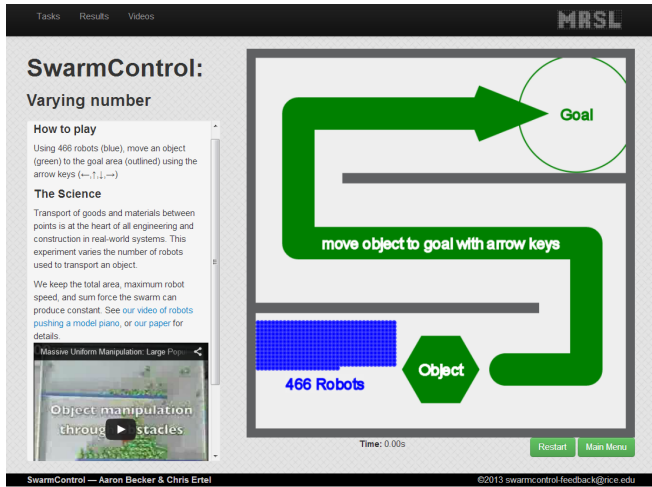 Tasks Results Videos MRSL
SwarmControl:
Varying number
How to play
Using 466 robots (blue), move an object
(green) to the goal area (outlined) using the
arrow keys (←,↑,↓,→)
The Science
Transport of goods and materials between
points is at the heart of all engineering and
construction in real-world systems. This
experiment varies the number of robots
used to transport an object.
We keep the total area, maximum robot
speed, and sum force the swarm can
produce constant. See our video of robots
pushing a model piano, or our paper for
details.
Massive Uniform Manipulation: Large Popu
Object manipulation
through obstacles
Goal
move object to goal with arrow keys
Object
466 Robots
Time: 0.00s
Restart Main Menu
SwarmControl — Aaron Becker & Chris Ertel
©2013 swarmcontrol-feedback@rice.edu